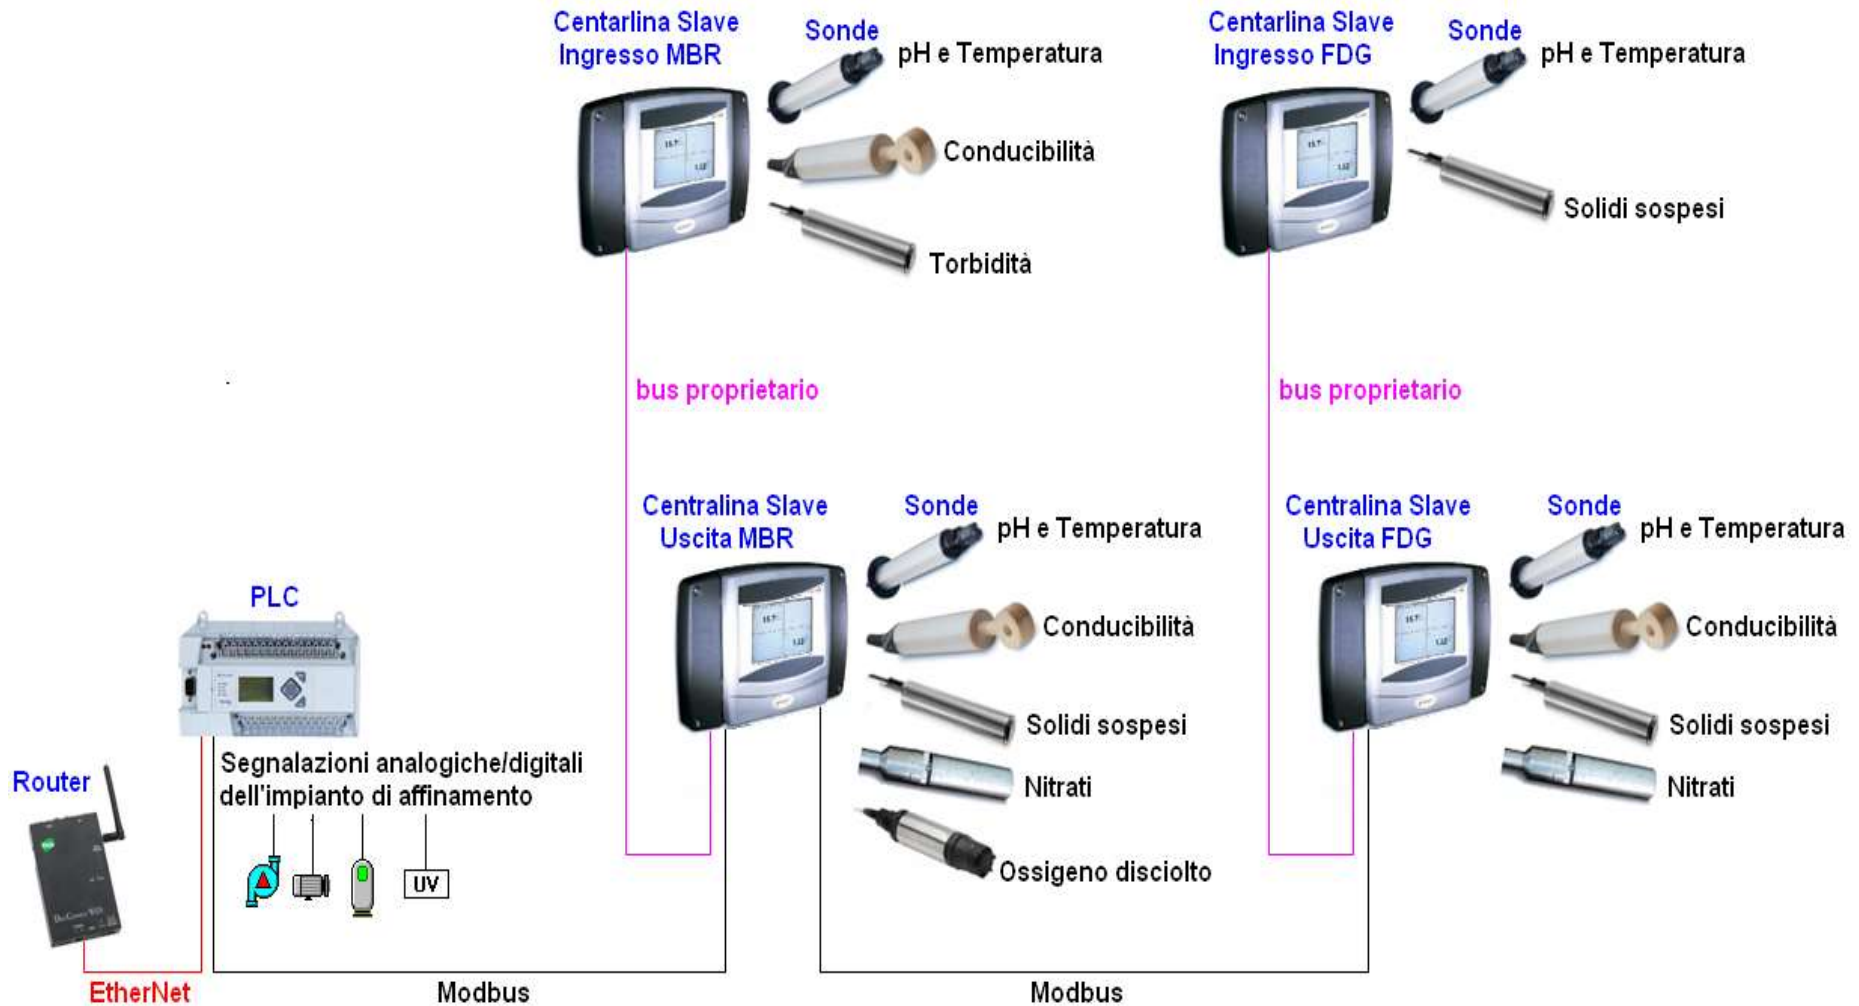 Centarlina Slave
Ingresso MBR
Sonde
pH e Temperatura
Conducibilità
Torbidità
Centarlina Slave
Ingresso FDG
Sonde
pH e Temperatura
Solidi sospesi
bus proprietario
bus proprietario
Centralina Slave
Uscita MBR
Sonde
pH e Temperatura
Conducibilità
Solidi sospesi
Nitrati
Ossigeno disciolto
Centralina Slave
Uscita FDG
Sonde
pH e Temperatura
Conducibilità
Solidi sospesi
Nitrati
PLC
Segnalazioni analogiche/digitali
dell'impianto di affinamento
UV
Router
EtherNet
Modbus
Modbus